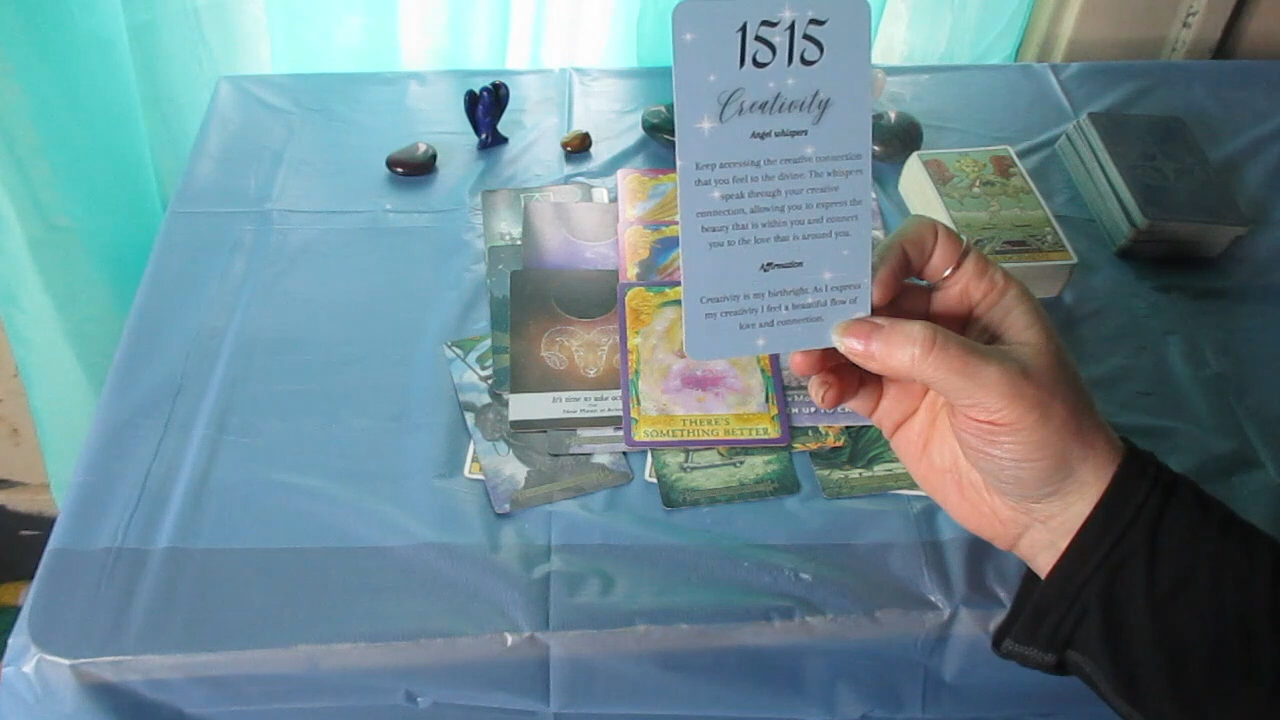 1515
Creativity
Angel whispers
Keep accessing the creative connection
that you feel to the divine. The whispers
speak through your creative
connection, allowing you to express the
beauty that is within you and connect
you to the love that is around you.
Affirmation
Creativity is my birthright. As I express
my creativity I feel a beautiful flow of
love and connection.
It's time to take
New Moon in
THERE'S
SOMETHING BETTER